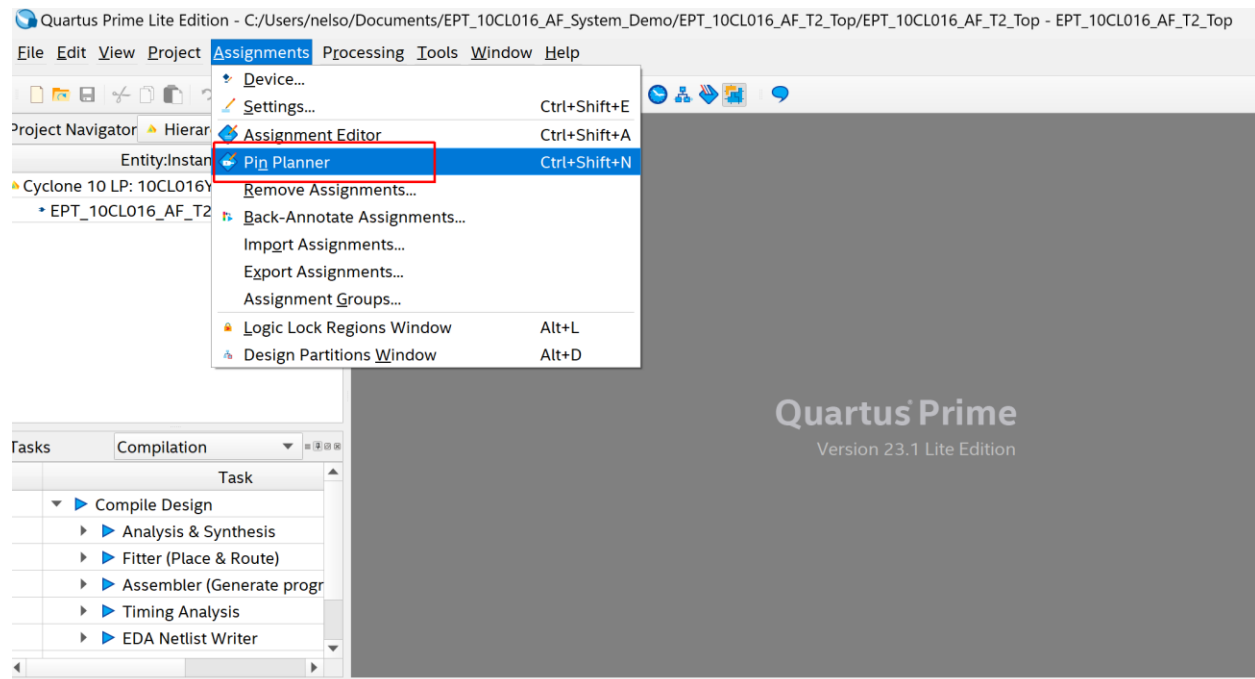 Quartus Prime Lite Edition - C:/Users/nelso/Documents/EPT_10CL016_AF_System_Demo/EPT_10CL016_AF_T2_Top/EPT_10CL016_AF_T2_Top - EPT_10CL016_AF_T2_Top
File Edit View Project Assignments Processing Tools Window Help
Device...
Settings... Ctrl+Shift+E
Project Navigator Hierar
Assignment Editor Ctrl+Shift+A
Entity:Instan
Pin Planner Ctrl+Shift+N
Cyclone 10 LP: 10CL016Y
Remove Assignments...
EPT_10CL016_AF_T2
Back-Annotate Assignments...
Import Assignments...
Export Assignments...
Assignment Groups...
Logic Lock Regions Window Alt+L
Design Partitions Window Alt+D
Quartus Prime
Version 23.1 Lite Edition
Tasks Compilation
Task
Compile Design
Analysis & Synthesis
Fitter (Place & Route)
Assembler (Generate progr
Timing Analysis
EDA Netlist Writer